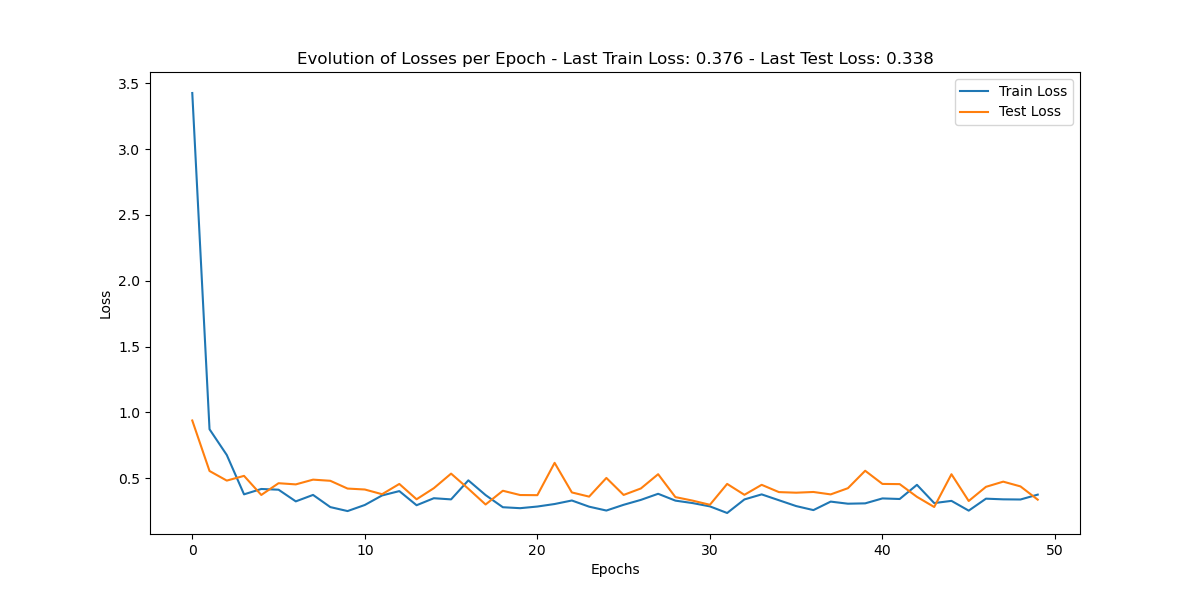 Evolution of Losses per Epoch - Last Train Loss: 0.376 - Last Test Loss: 0.338
Train Loss
Test Loss
3.5
3.0
2.5
2.0
1.5
1.0
0.5
Loss
0 10 20 30 40 50
Epochs